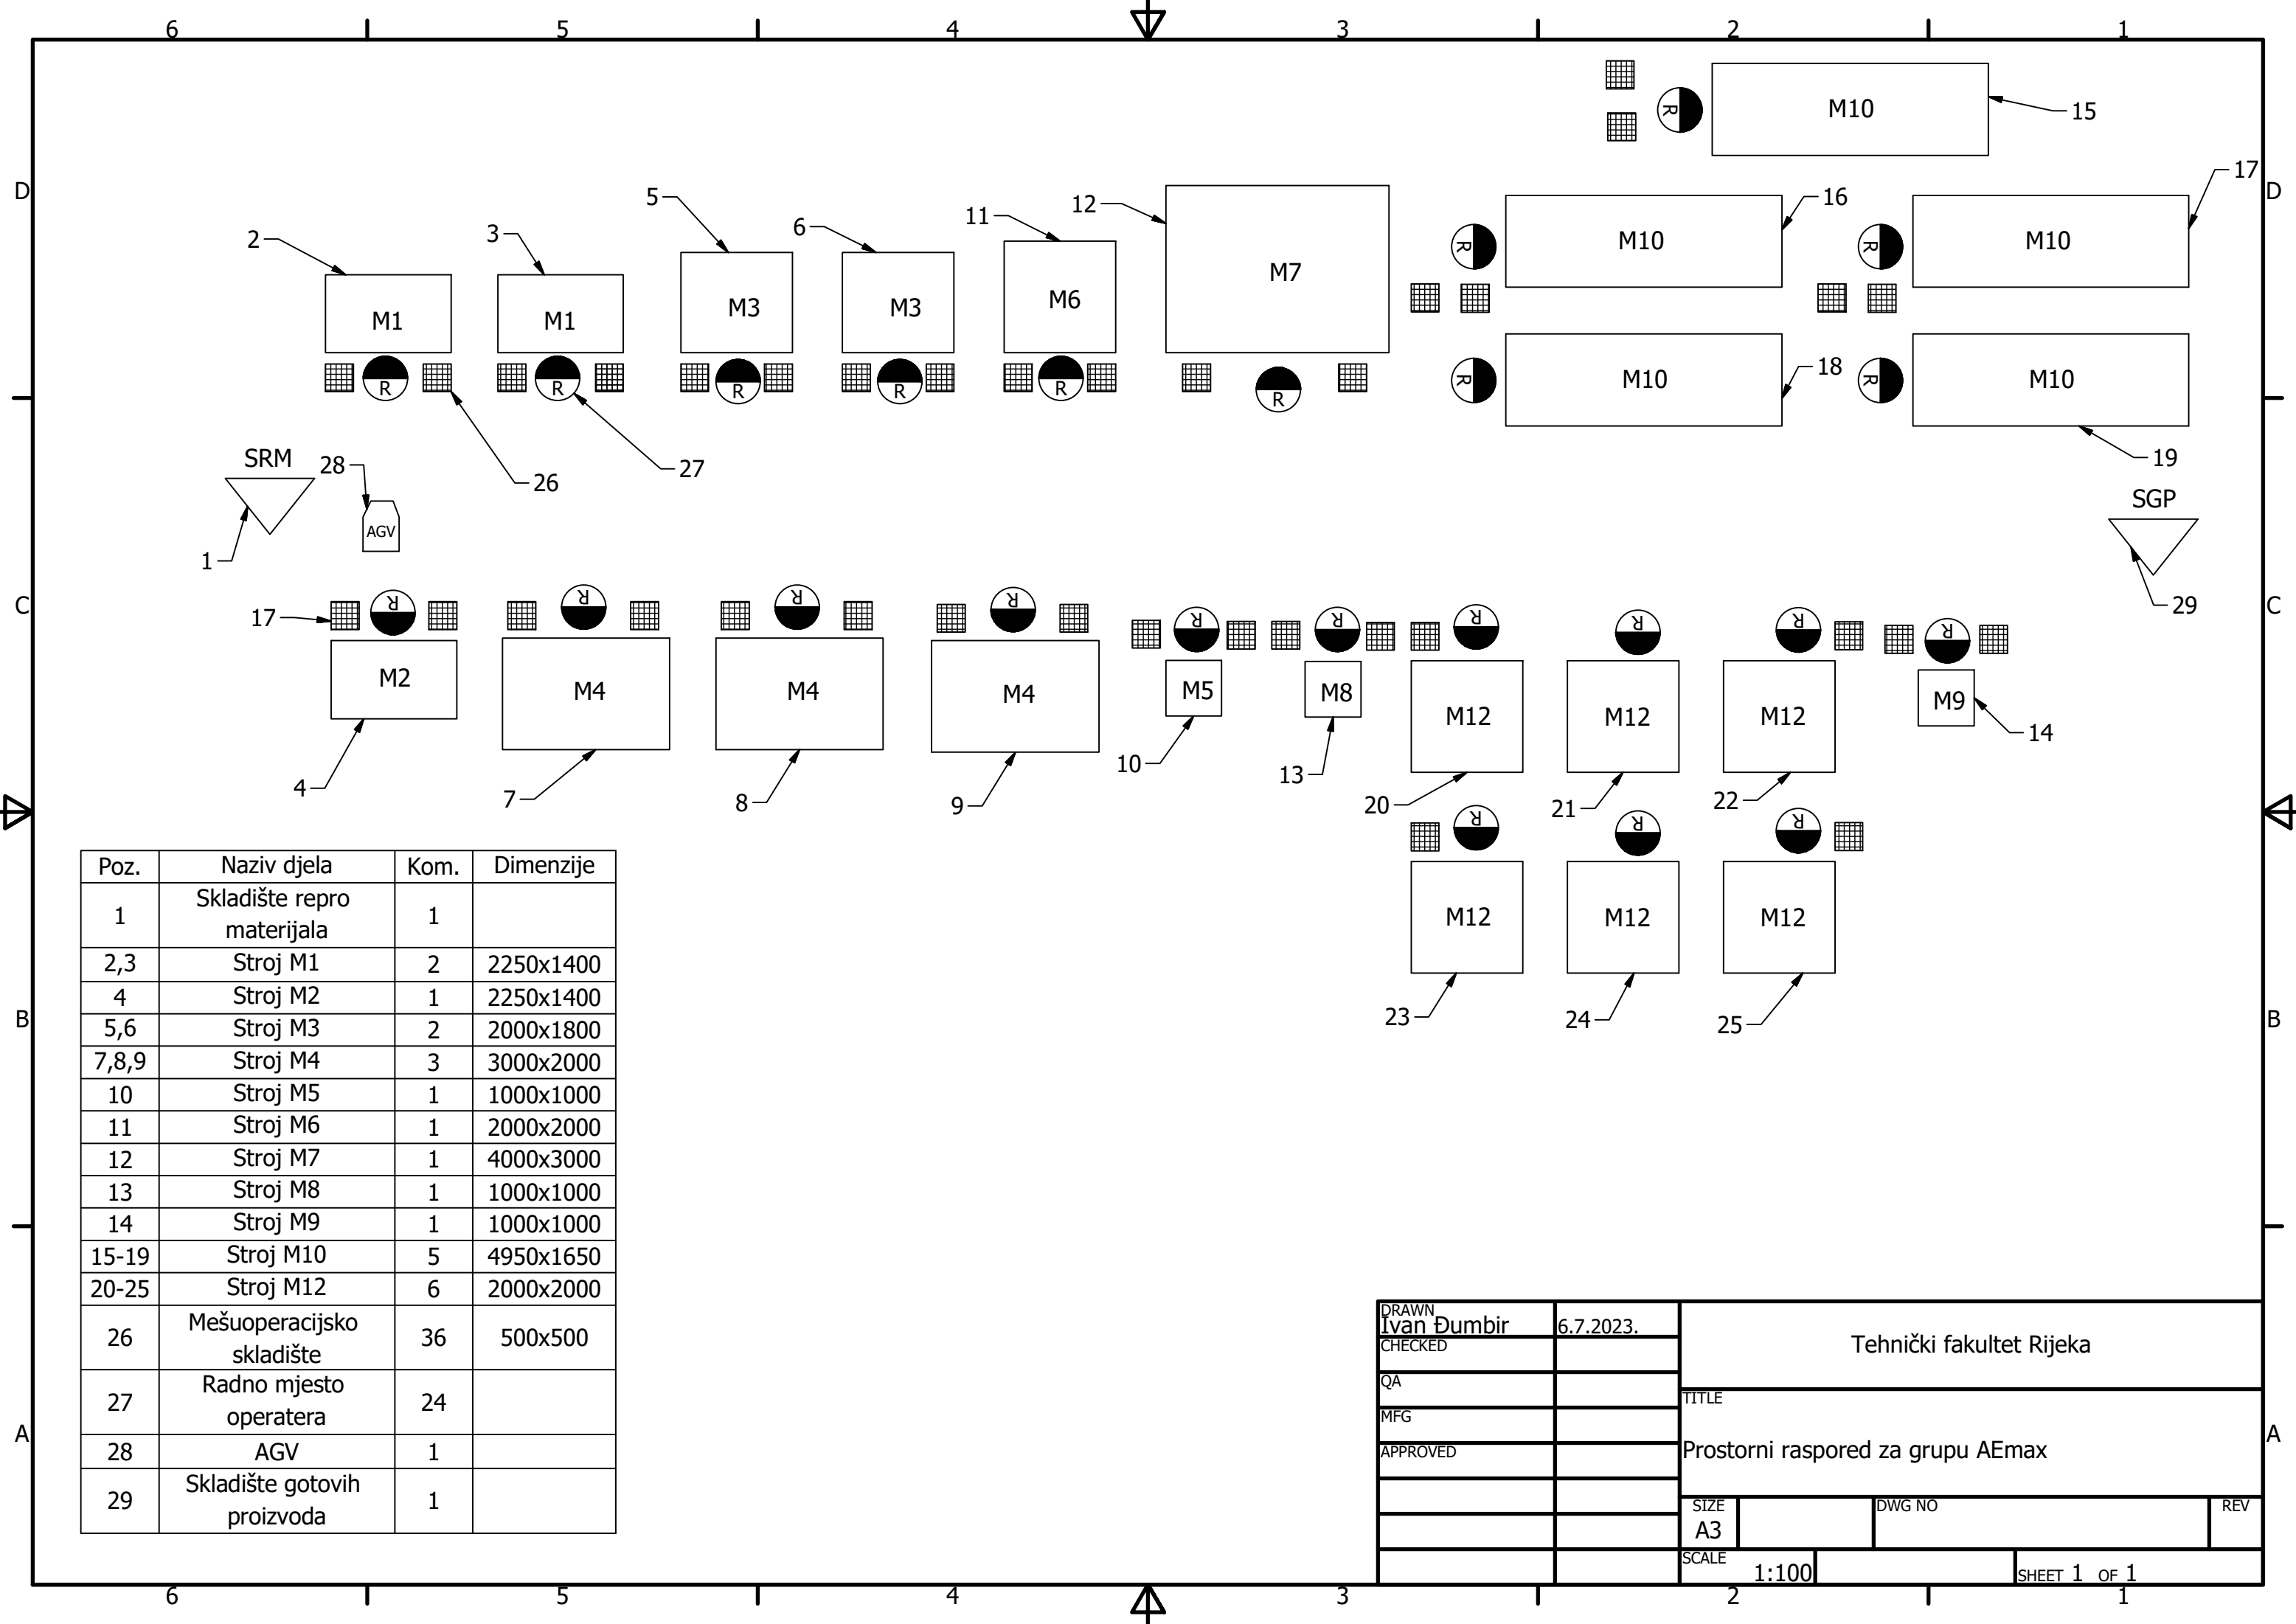 6 5 4 3 2 1
D
C
B
A
D
C
B
A
M10
R
15
17
5
12
16
11
6
2
3
M10
M10
R
R
M7
M6
M3
M3
M1
M1
M10
M10
18
R
R
R
R
R
R
R
R
19
26
27
SRM
28
AGV
1
SGP
29
R
R
R
R
R
R
R
R
R
R
17
M2
M4
M4
M4
M5
M8
M12
M12
M12
M9
14
4
7
8
9
10
13
20
21
22
R
R
R
M12
M12
M12
23
24
25
Poz. Naziv djela Kom. Dimenzije
1 Skladište repro
materijala 1
2,3 Stroj M1 2 2250x1400
4 Stroj M2 1 2250x1400
5,6 Stroj M3 2 2000x1800
7,8,9 Stroj M4 3 3000x2000
10 Stroj M5 1 1000x1000
11 Stroj M6 1 2000x2000
12 Stroj M7 1 4000x3000
13 Stroj M8 1 1000x1000
14 Stroj M9 1 1000x1000
15-19 Stroj M10 5 4950x1650
20-25 Stroj M12 6 2000x2000
26 Mešuoperacijsko
skladište 36 500x500
27 Radno mjesto
operatera 24
28 AGV 1
29 Skladište gotovih
proizvoda 1
DRAWN
Ivan Đumbir 6.7.2023.
CHECKED
QA
MFG
APPROVED
Tehnički fakultet Rijeka
TITLE
Prostorni raspored za grupu AEmax
SIZE
A3
DWG NO
REV
SCALE
1:100
SHEET 1 OF 1
6 5 4 3 2 1